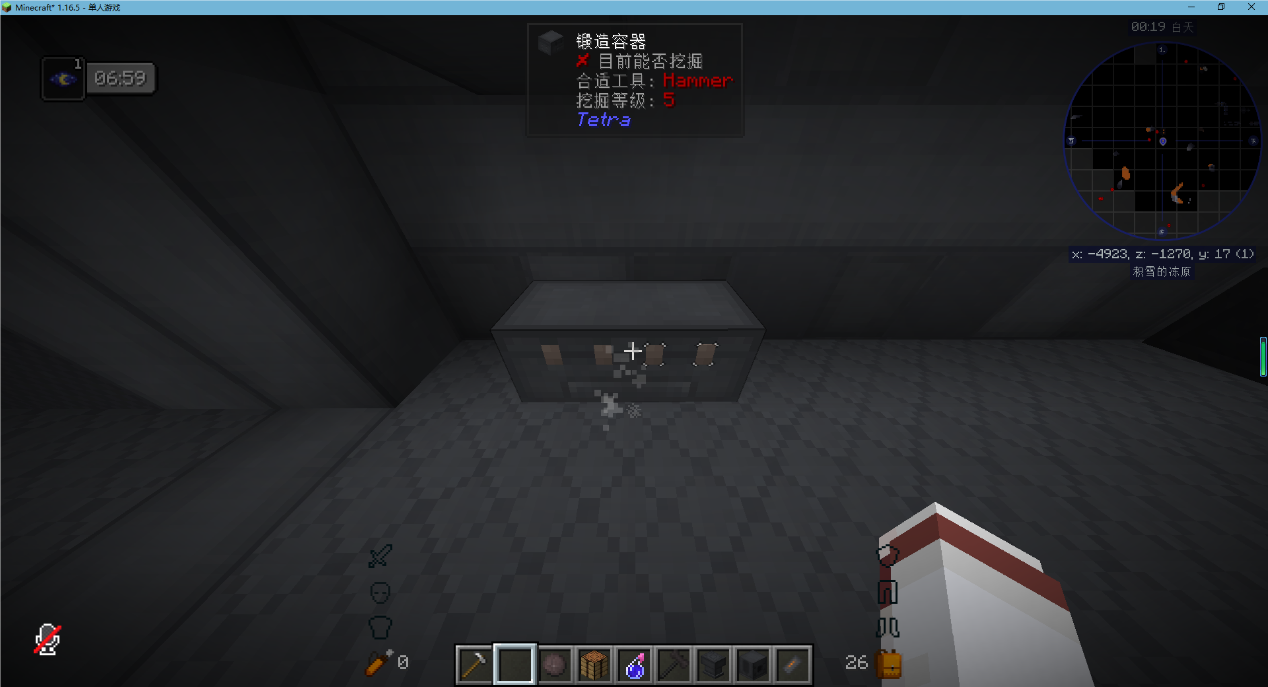 Minecraft* 1.16.5 - 单人游戏
00:19 白天
锻造容器
目前能否挖掘
合适工具: Hammer
挖掘等级: 5
Tetra
1
06:59
x: -4923, z: -1270, y: 17 (1)
粉雪的冻原
0
26